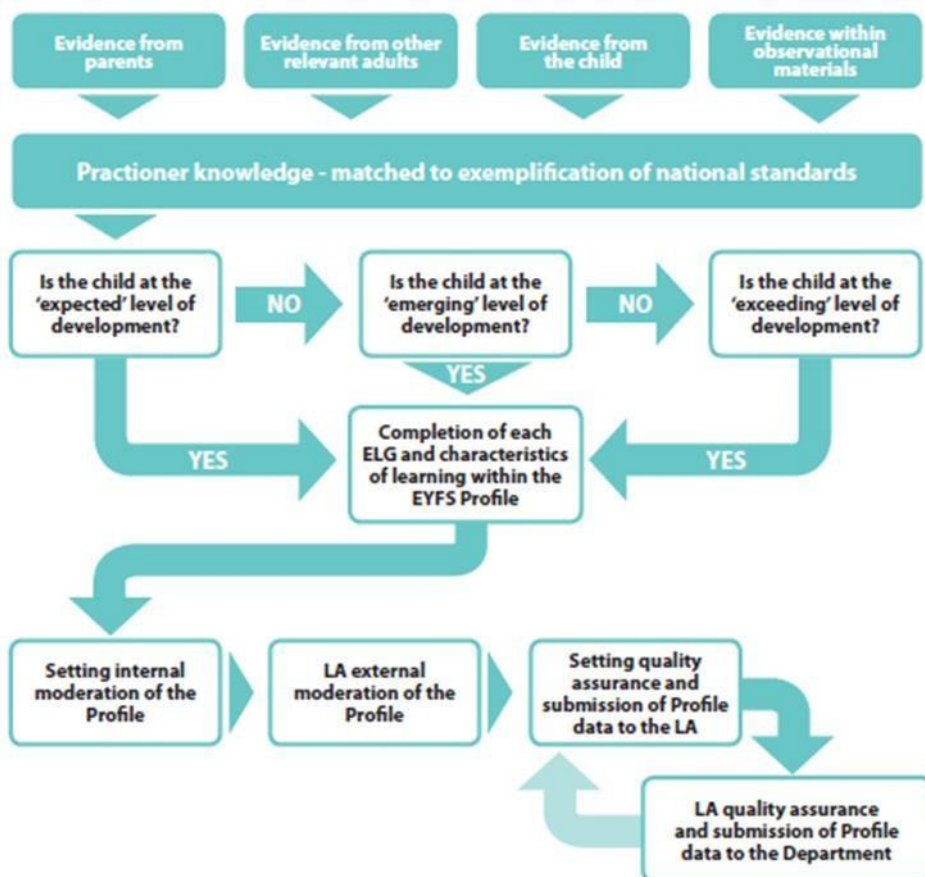 Evidence from
parents
Evidence from other
relevant adults
Evidence from
the child
Evidence within
observational
materials
Practioner knowledge - matched to exemplification of national standards
Is the child at the
‘expected’ level of
development?
NO
Is the child at the
‘emerging’ level of
development?
NO
Is the child at the
‘exceeding’ level of
development?
YES
YES
Completion of each
ELG and characteristics
of learning within the
EYFS Profile
YES
Setting internal
moderation of the
Profile
LA external
moderation of the
Profile
Setting quality
assurance and
submission of Profile
data to the LA
LA quality assurance
and submission of Profile
data to the Department